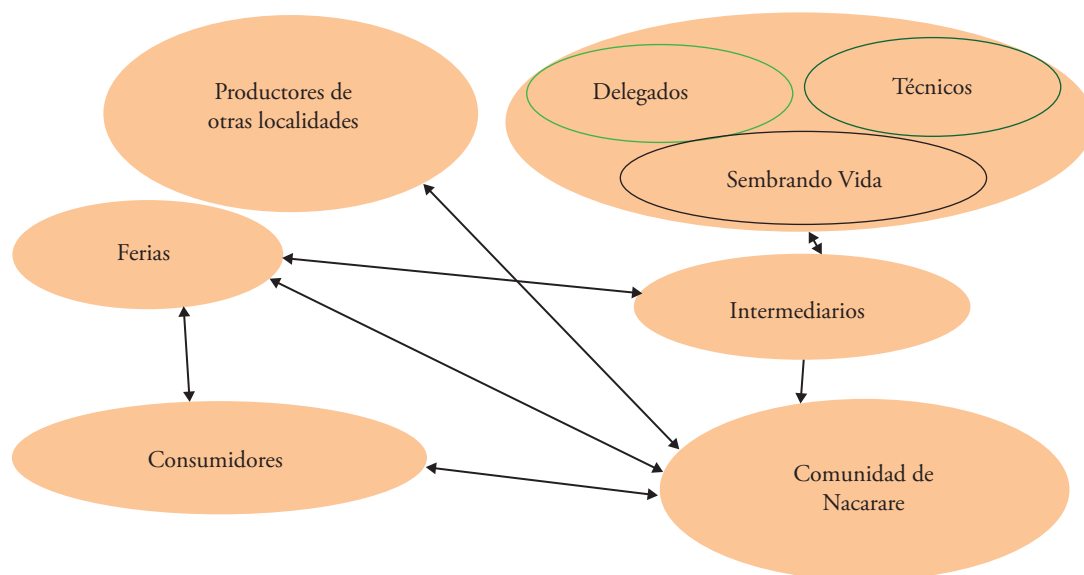 Productores de
otras localidades
Delegados
Técnicos
Sembrando Vida
Ferias
Intermediarios
Consumidores
Comunidad de
Nacarare